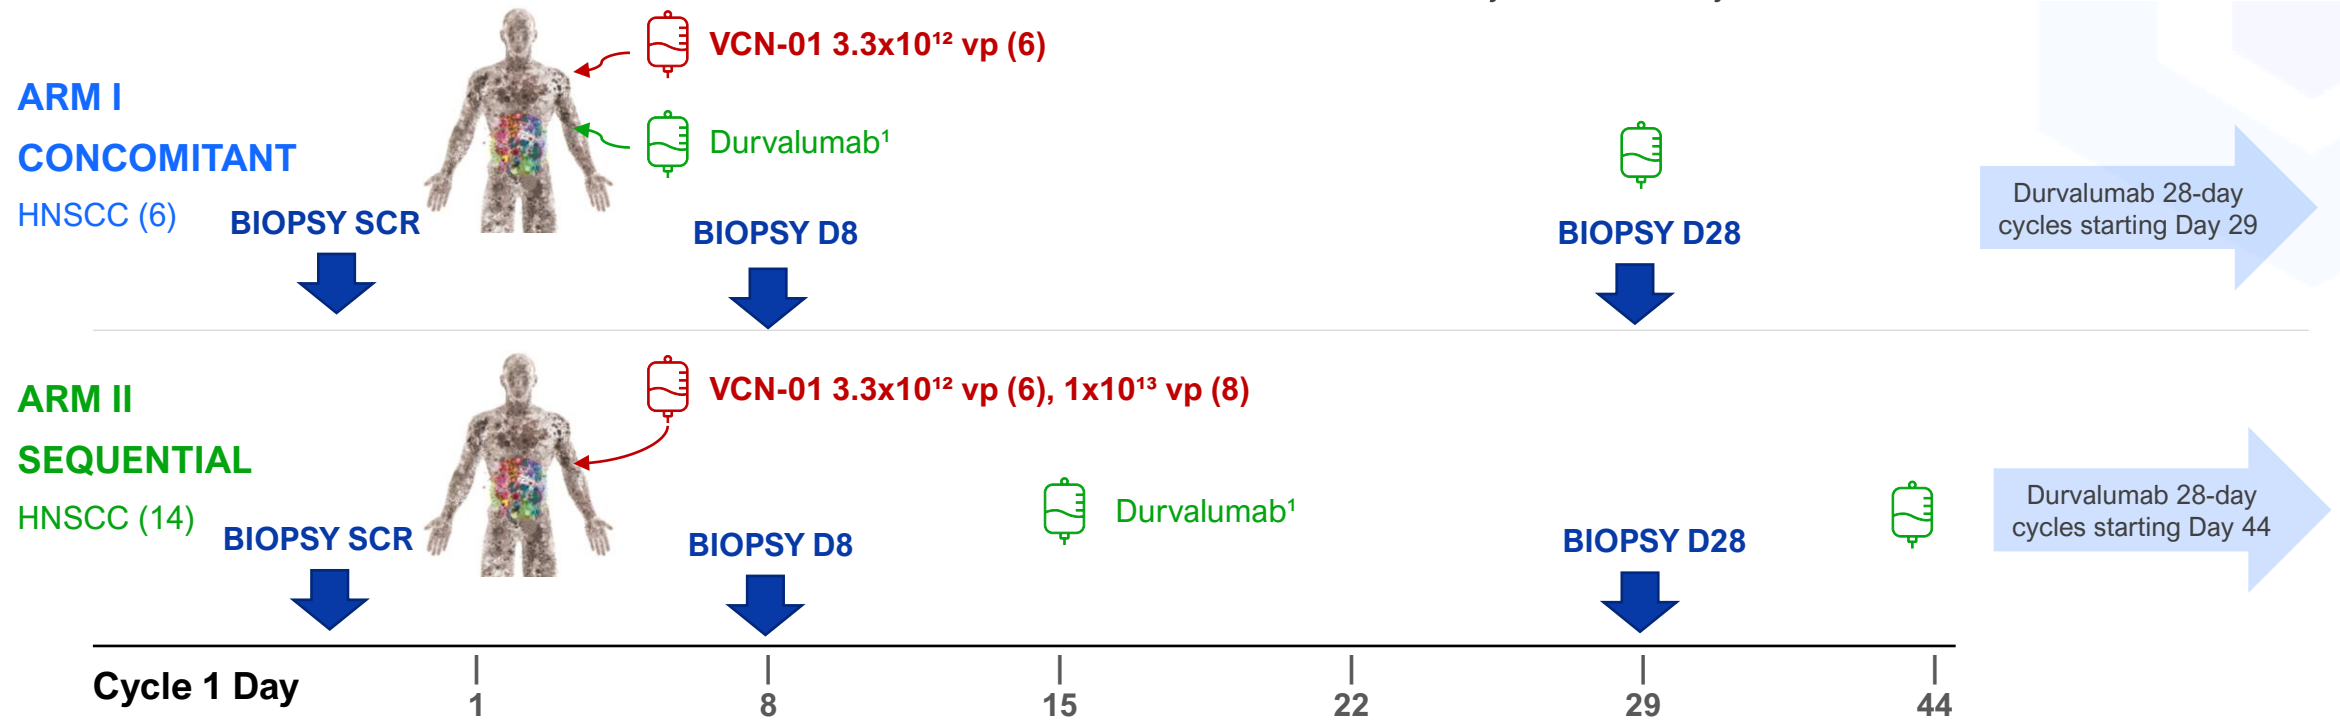 VCN-01 3.3x10¹² vp (6)
ARM I
CONCOMITANT
HNSCC (6)
Durvalumab¹
BIOPSY SCR
BIOPSY D8
BIOPSY D28
Durvalumab 28-day
cycles starting Day 29
VCN-01 3.3x10¹² vp (6), 1x10¹³ vp (8)
ARM II
SEQUENTIAL
HNSCC (14)
Durvalumab¹
BIOPSY SCR
BIOPSY D8
BIOPSY D28
Durvalumab 28-day
cycles starting Day 44
Cycle 1 Day
1 8 15 22 29 44